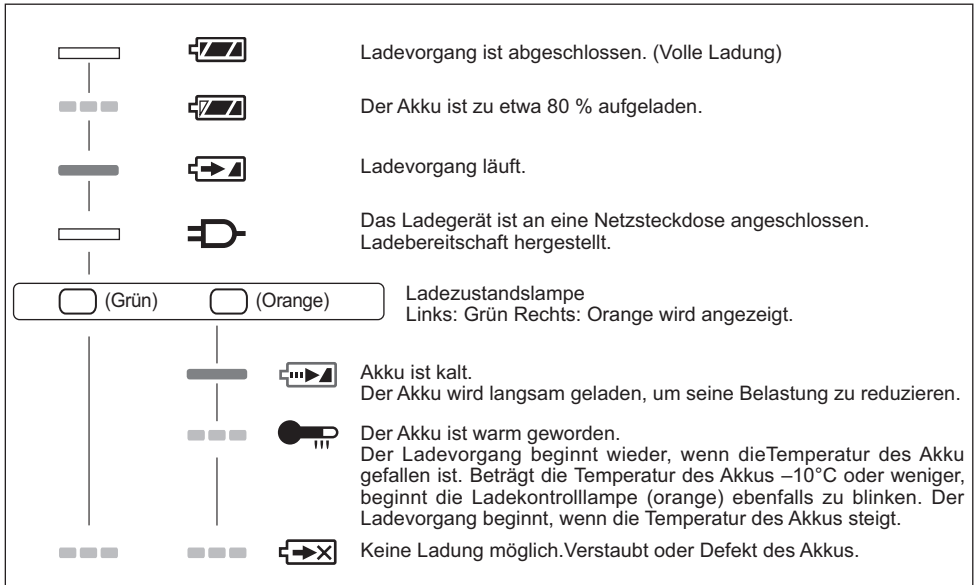 Ladevorgang ist abgeschlossen. (Volle Ladung)
Der Akku ist zu etwa 80 % aufgeladen.
Ladevorgang läuft.
Das Ladegerät ist an eine Netzsteckdose angeschlossen.
Ladebereitschaft hergestellt.
(Grün) (Orange) Ladezustandslampe
Links: Grün Rechts: Orange wird angezeigt.
Akku ist kalt.
Der Akku wird langsam geladen, um seine Belastung zu reduzieren.
Der Akku ist warm geworden.
Der Ladevorgang beginnt wieder, wenn dieTemperatur des Akku
gefallen ist. Beträgt die Temperatur des Akkus –10°C oder weniger,
beginnt die Ladekontrolllampe (orange) ebenfalls zu blinken. Der
Ladevorgang beginnt, wenn die Temperatur des Akkus steigt.
Keine Ladung möglich.Verstaubt oder Defekt des Akkus.